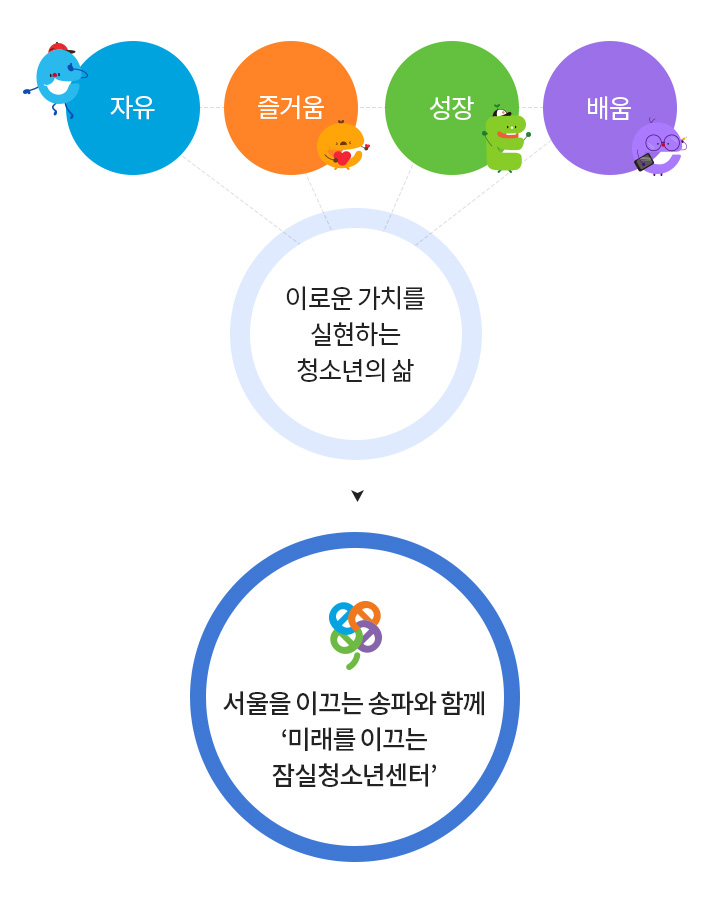 자유
즐거움
성장
배움
이로운 가치를
실현하는
청소년의 삶
서울을 이끄는 송파와 함께
‘미래를 이끄는
잠실청소년센터’